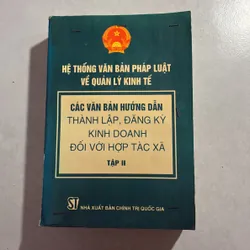 HỆ THỐNG VĂN BẢN PHÁP LUẬT
VỀ QUẢN LÝ KINH TẾ
CÁC VĂN BẢN HƯỚNG DẪN
THÀNH LẬP, ĐĂNG KÝ
KINH DOANH
ĐỐI VỚI HỢP TÁC XÃ
TẬP II
ST NHÀ XUẤT BẢN CHÍNH TRỊ QUỐC GIA